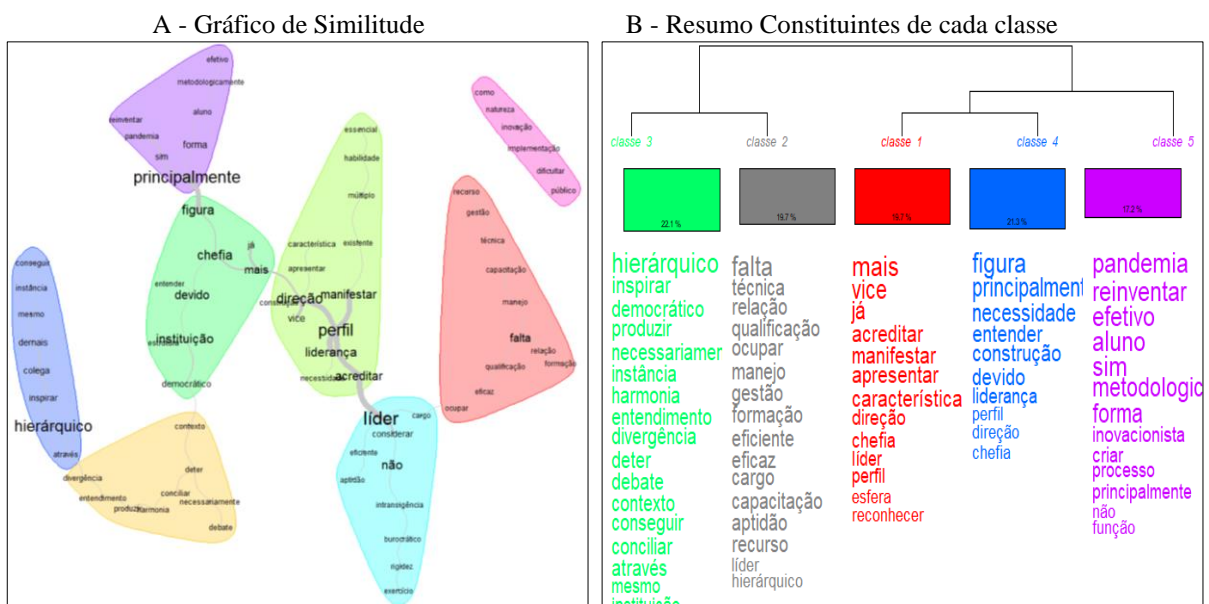 A - Gráfico de Similitude
B - Resumo Constituintes de cada classe
efetivo
metodologicamente
aluno
reinventar
pandemia
forma
sim
principalmente
figura
chefia
já
mais
entender
devido
instituição
democrático
conseguir
instância
mesmo
demais
colega
inspirar
hierárquico
através
contexto
divergência
deter
entendimento
conciliar
produzir
harmonia
necessariamente
debate
essencial
habilidade
múltiplo
característica
existente
apresentar
direção
manifestar
vice
perfil
liderança
necessidade
acreditar
líder
cargo
considerar
eficiente
não
aptidão
intransigência
burocrático
rigidez
exercício
como
natureza
inovação
implementação
dificultar
público
recurso
gestão
técnica
capacitação
manejo
falta
relação
qualificação
formação
eficaz
ocupar
classe 3
classe 2
classe 1
classe 4
classe 5
22.1 %
19.7 %
19.7 %
21.3 %
17.2 %
hierárquico
inspirar
democrático
produzir
necessariamer
instância
harmonia
entendimento
divergência
deter
debate
contexto
conseguir
conciliar
através
mesmo
instituição
falta
técnica
relação
qualificação
ocupar
manejo
gestão
formação
eficiente
eficaz
cargo
capacitação
aptidão
recurso
líder
hierárquico
mais
vice
já
acreditar
manifestar
apresentar
característica
direção
chefia
líder
perfil
esfera
reconhecer
figura
principalment
necessidade
entender
construção
devido
liderança
perfil
direção
chefia
pandemia
reinventar
efetivo
aluno
sim
metodologic
forma
inovacionista
criar
processo
principalmente
não
função